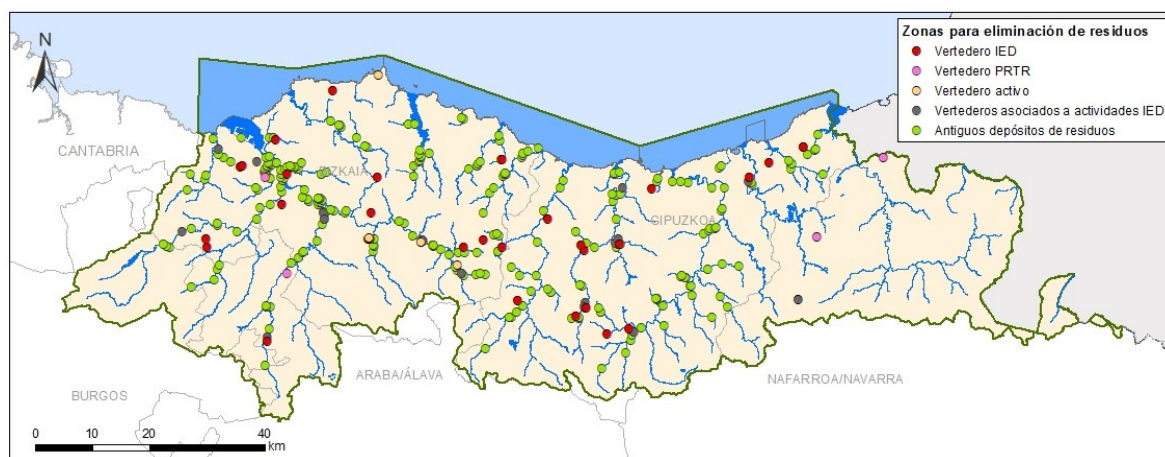 N
Zonas para eliminación de residuos
Vertedero IED
Vertedero PRTR
Vertedero activo
Vertederos asociados a actividades IED
Antiguos depósitos de residuos
CANTABRIA
BIZKAIA
GIPUZKOA
ARABA/ÁLAVA
NAFARROA/NAVARRA
BURGOS
0 10 20 40
km